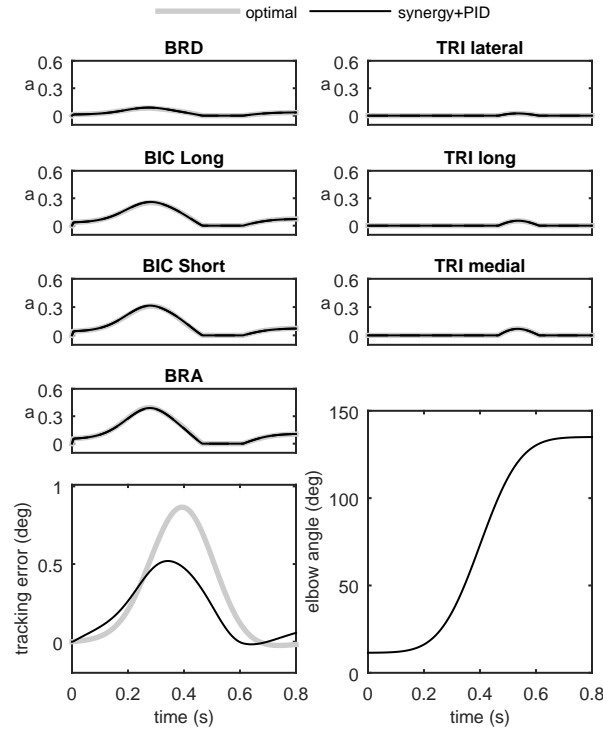 optimal synergy+PID
BRD TRI lateral
0.6 0.6
a 0.3 a 0.3
0 0
BIC Long TRI long
0.6 0.6
a 0.3 a 0.3
0 0
BIC Short TRI medial
0.6 0.6
a 0.3 a 0.3
0 0
BRA
0.6
a 0.3
0
tracking error (deg)
1
0.5
0
0 0.2 0.4 0.6 0.8
time (s)
elbow angle (deg)
150
100
50
0
0 0.2 0.4 0.6 0.8
time (s)